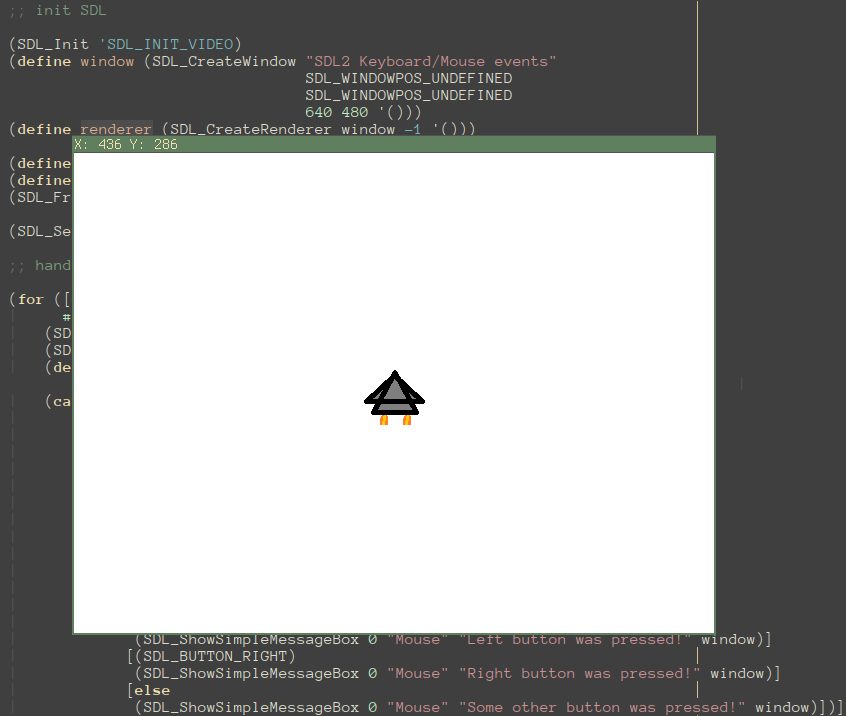 ;; init SDL
(SDL_Init 'SDL_INIT_VIDEO)
(define window (SDL_CreateWindow "SDL2 Keyboard/Mouse events"
SDL_WINDOWPOS_UNDEFINED
SDL_WINDOWPOS_UNDEFINED
640 480 '()))
(define renderer (SDL_CreateRenderer window -1 '()))
X: 436 Y: 286
(define
(define
(SDL_Fr
(SDL_Se
;; hand
(for ([
#
(SD
(SD
(de
(ca
(SDL_ShowSimpleMessageBox 0 "Mouse" "Left button was pressed!" window)]
[(SDL_BUTTON_RIGHT)
(SDL_ShowSimpleMessageBox 0 "Mouse" "Right button was pressed!" window)]
[else
(SDL_ShowSimpleMessageBox 0 "Mouse" "Some other button was pressed!" window)])]